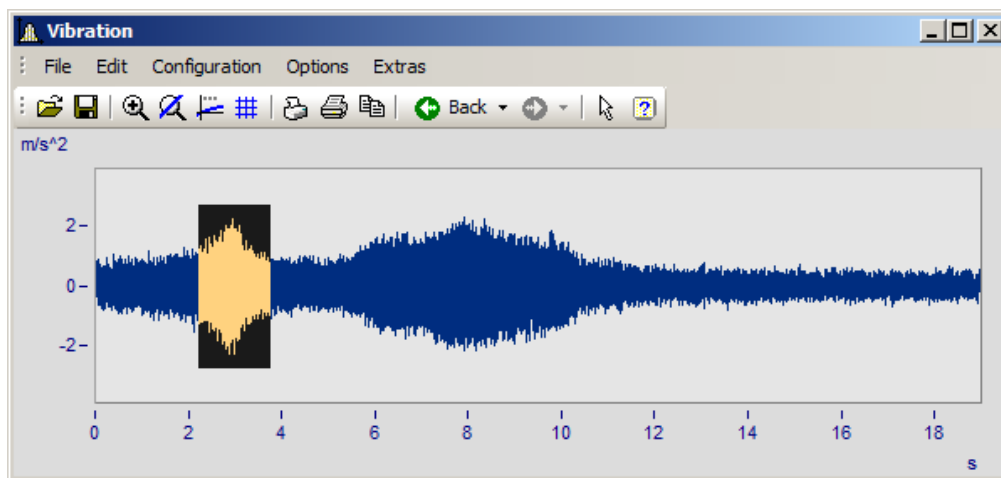 Vibration
File Edit Configuration Options Extras
Back
m/s^2
2
0
-2
0 2 4 6 8 10 12 14 16 18
s